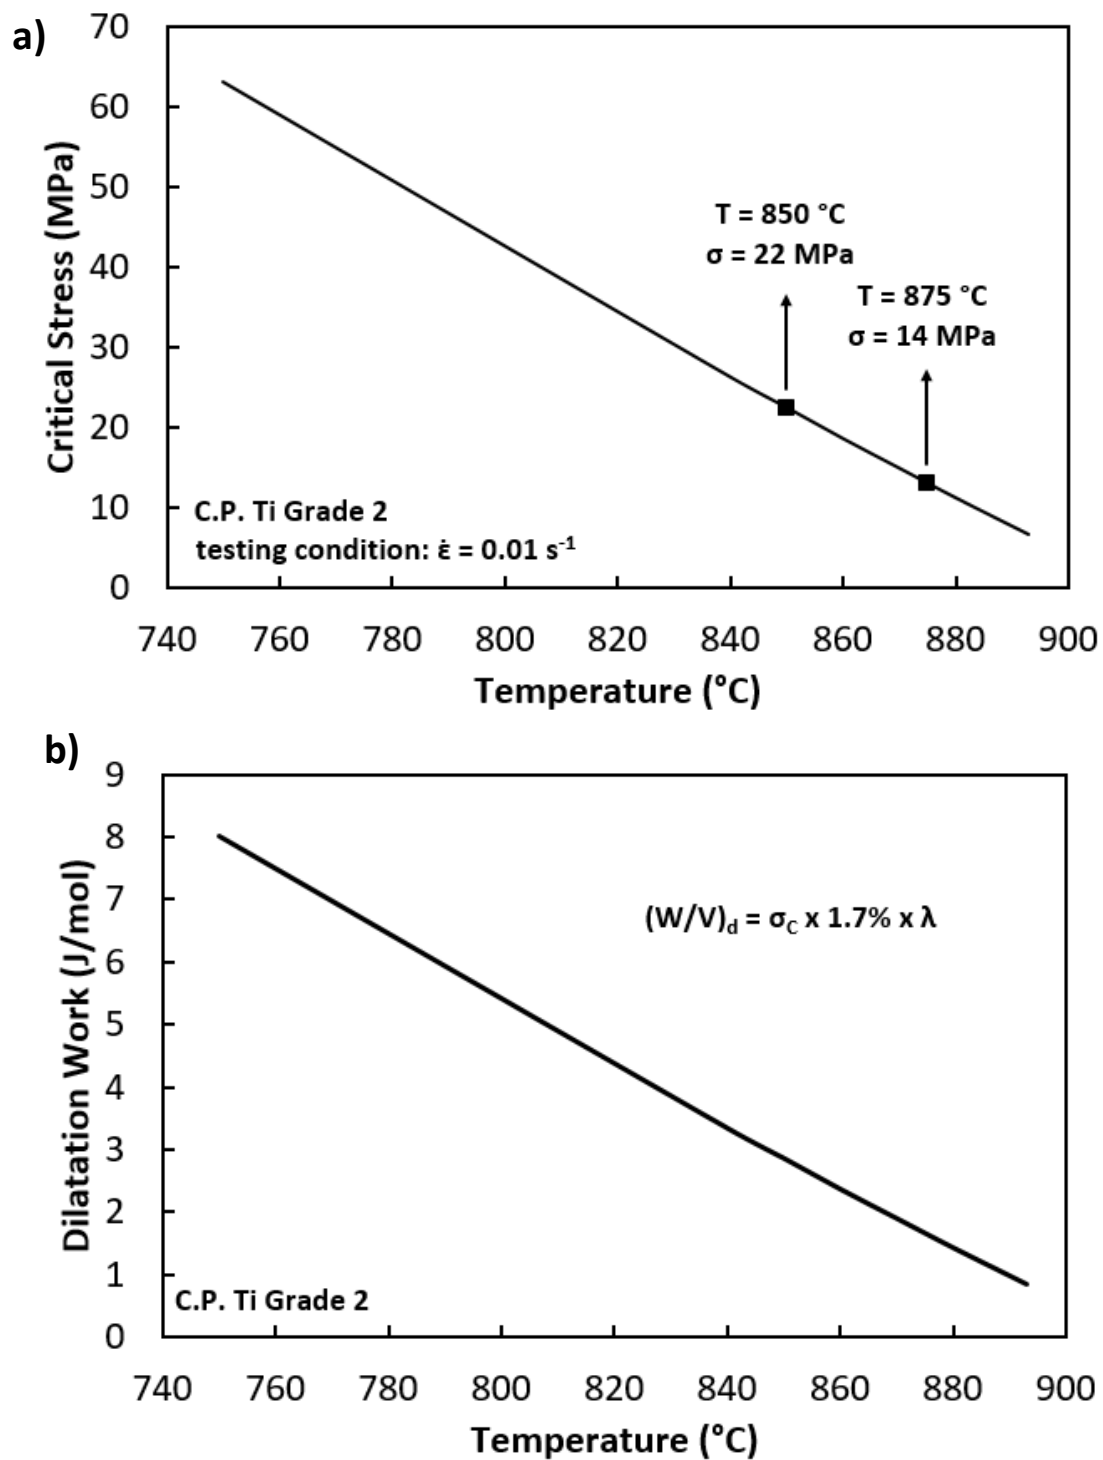 a)
70
60
50
40
30
20
10
0
Critical Stress (MPa)
T = 850 °C
σ = 22 MPa
T = 875 °C
σ = 14 MPa
C.P. Ti Grade 2
testing condition: ε̇ = 0.01 s⁻¹
740 760 780 800 820 840 860 880 900
Temperature (°C)
b)
9
8
7
6
5
4
3
2
1
0
Dilatation Work (J/mol)
(W/V)d = σC x 1.7% x λ
C.P. Ti Grade 2
740 760 780 800 820 840 860 880 900
Temperature (°C)